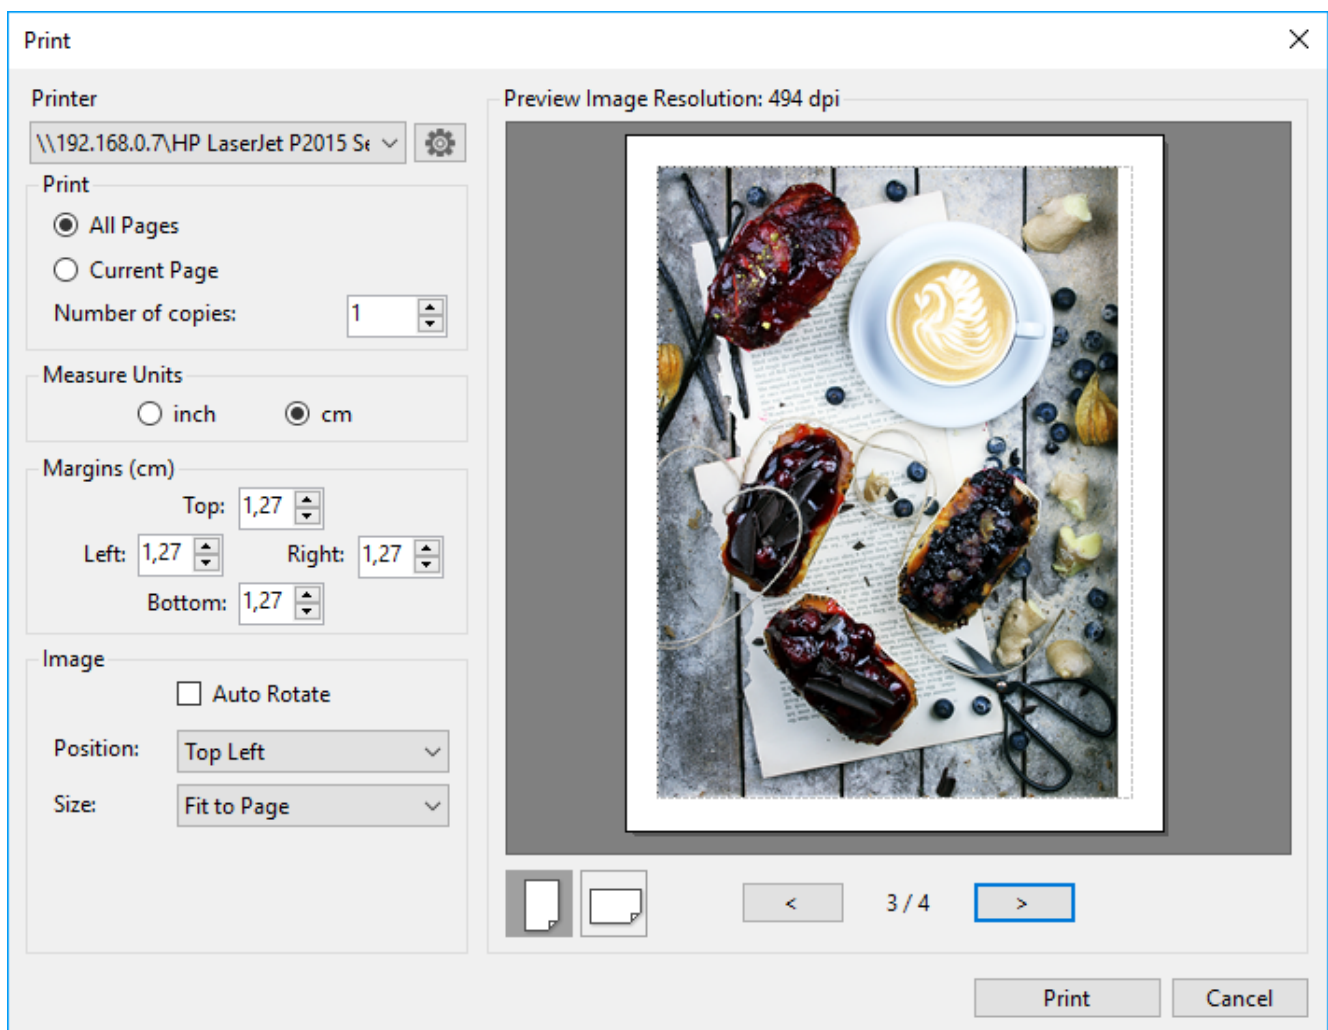 Print
Printer
\\192.168.0.7\HP LaserJet P2015 Se
Print
All Pages
Current Page
Number of copies: 1
Measure Units
inch cm
Margins (cm)
Top: 1,27
Left: 1,27 Right: 1,27
Bottom: 1,27
Image
Auto Rotate
Position: Top Left
Size: Fit to Page
Preview Image Resolution: 494 dpi
< 3 / 4 >
Print Cancel